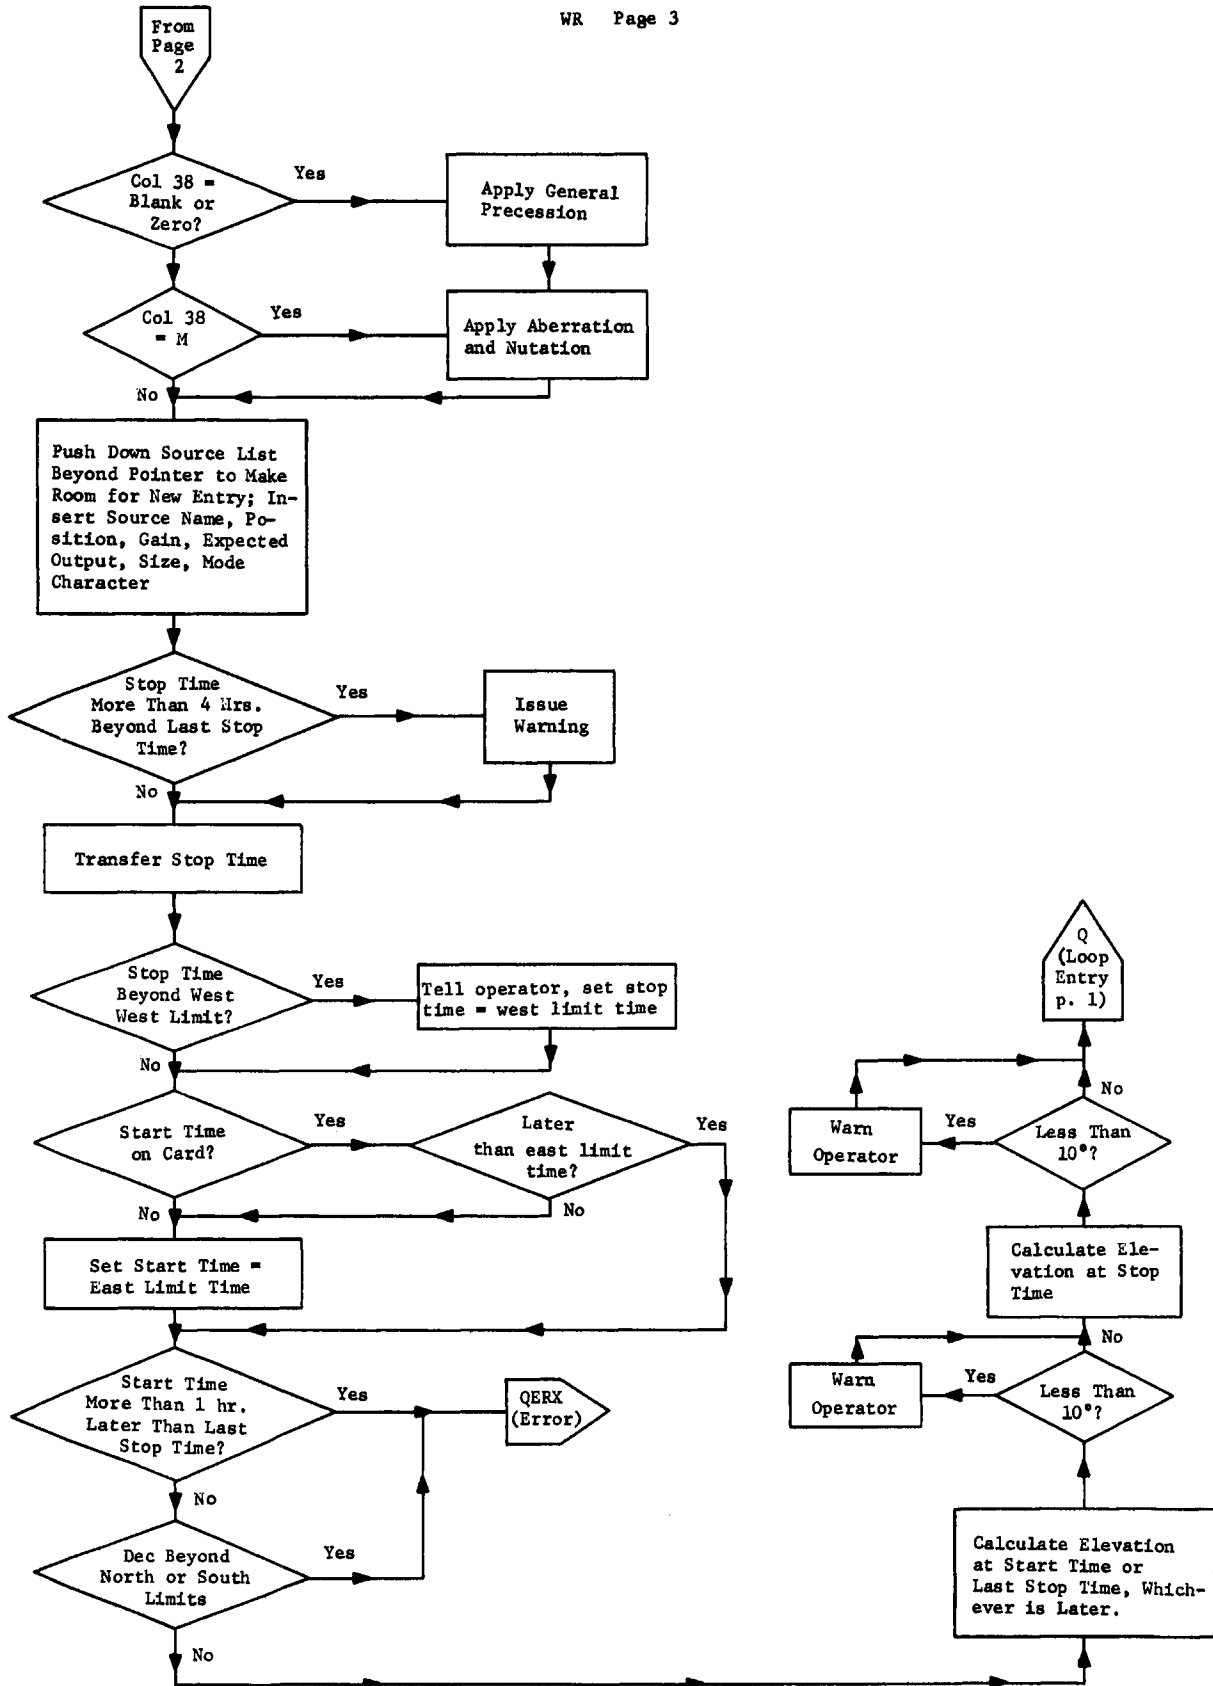 WR Page 3
From
Page
2
Col 38 =
Blank or
Zero?
Yes
Apply General
Precession
Col 38
= M
Yes
Apply Aberration
and Nutation
No
Push Down Source List
Beyond Pointer to Make
Room for New Entry; In-
sert Source Name, Po-
sition, Gain, Expected
Output, Size, Mode
Character
Stop Time
More Than 4 Hrs.
Beyond Last Stop
Time?
Yes
Issue
Warning
No
Transfer Stop Time
Stop Time
Beyond West
West Limit?
Yes
Tell operator, set stop
time = west limit time
No
Start Time
on Card?
Yes
Later
than east limit
time?
Yes
No
No
Set Start Time =
East Limit Time
Start Time
More Than 1 hr.
Later Than Last
Stop Time?
Yes
QERX
(Error)
No
Dec Beyond
North or South
Limits
Yes
No
Q
(Loop
Entry
p. 1)
No
Warn
Operator
Yes
Less Than
10°?
Calculate Ele-
vation at Stop
Time
No
Warn
Operator
Yes
Less Than
10°?
Calculate Elevation
at Start Time or
Last Stop Time, Which-
ever is Later.